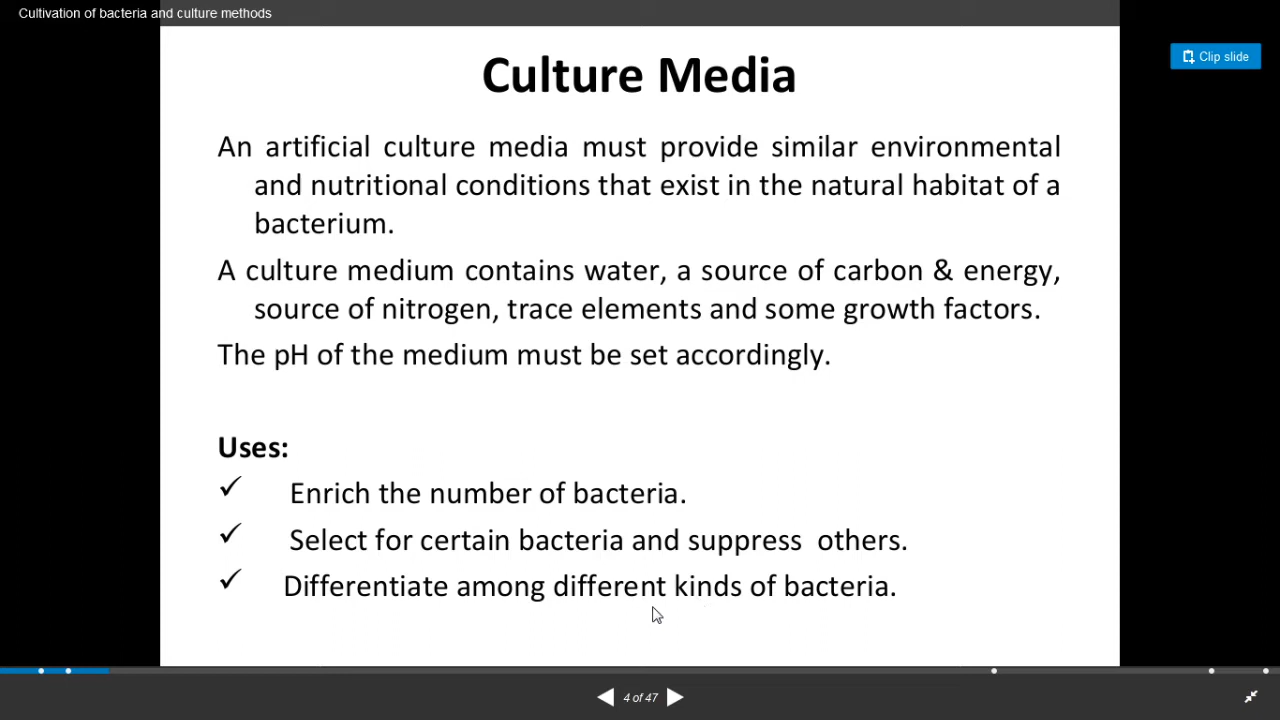 Cultivation of bacteria and culture methods
Clip slide
Culture Media
An artificial culture media must provide similar environmental
and nutritional conditions that exist in the natural habitat of a
bacterium.
A culture medium contains water, a source of carbon & energy,
source of nitrogen, trace elements and some growth factors.
The pH of the medium must be set accordingly.
Uses:
✓ Enrich the number of bacteria.
✓ Select for certain bacteria and suppress others.
✓ Differentiate among different kinds of bacteria.
4 of 47